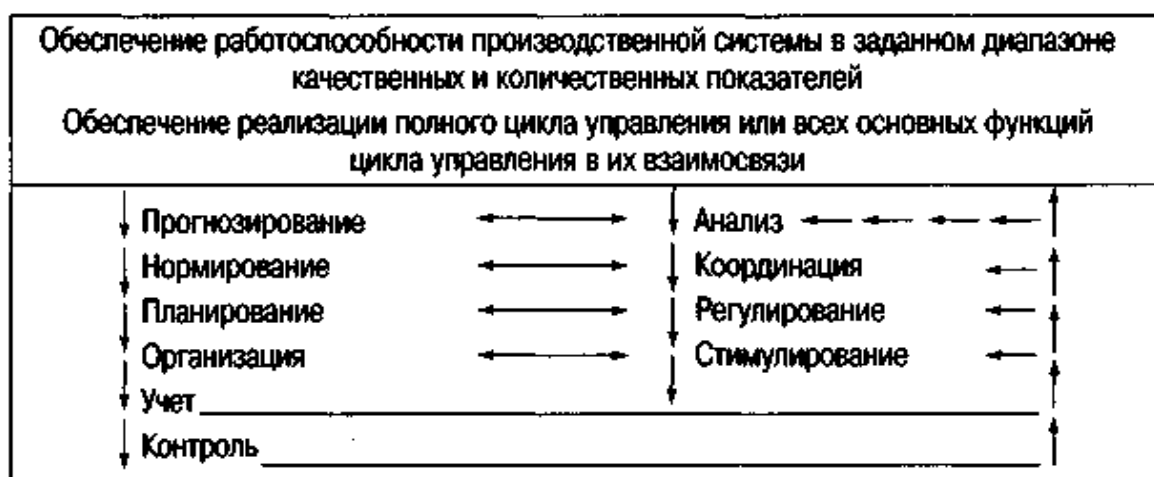 Обеспечение работоспособности производственной системы в заданном диапазоне
качественных и количественных показателей
Обеспечение реализации полного цикла управления или всех основных функций
цикла управления в их взаимосвязи
Прогнозирование Анализ
Нормирование Координация
Планирование Регулирование
Организация Стимулирование
Учет
Контроль